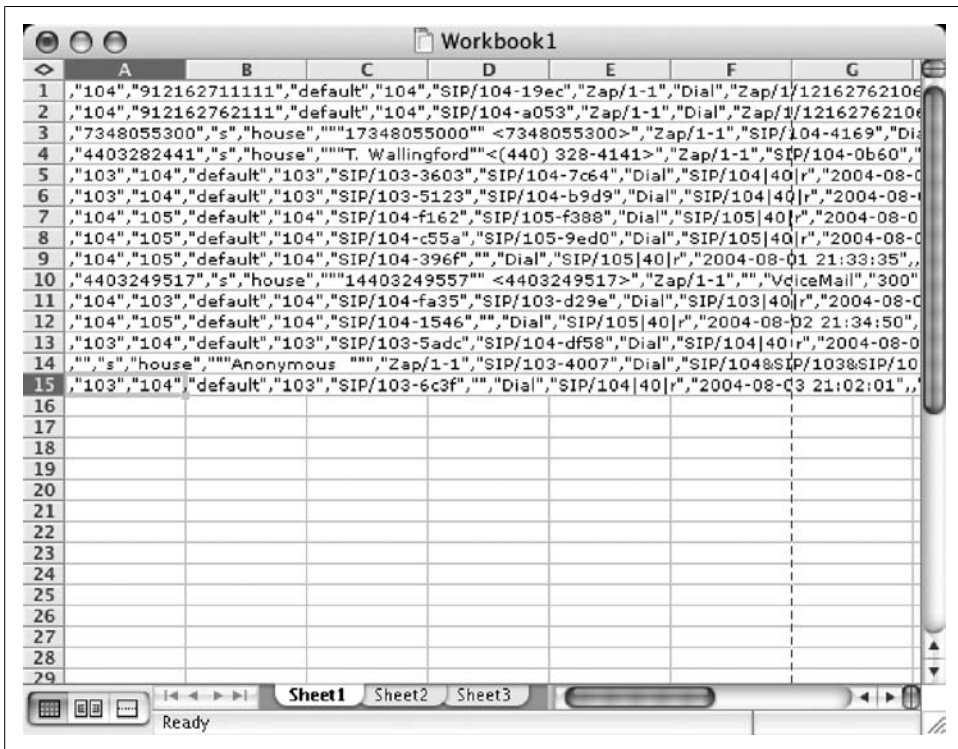 Workbook1
A B C D E F G
1 ,"104","912162711111","default","104","SIP/104-19ec","Zap/1-1","Dial","Zap/1/12162762106
2 ,"104","912162762111","default","104","SIP/104-a053","Zap/1-1","Dial","Zap/1/12162762106
3 ,"7348055300","s","house","""17348055000"" <7348055300>","Zap/1-1","SIP/104-4169","Dia
4 ,"4403282441","s","house","""T. Wallingford""<(440) 328-4141>","Zap/1-1","SIP/104-0b60","
5 ,"103","104","default","103","SIP/103-3603","SIP/104-7c64","Dial","SIP/104|40|r","2004-08-0
6 ,"103","104","default","103","SIP/103-5123","SIP/104-b9d9","Dial","SIP/104|40|r","2004-08-
7 ,"104","105","default","104","SIP/104-f162","SIP/105-f388","Dial","SIP/105|40|r","2004-08-0
8 ,"104","105","default","104","SIP/104-c55a","SIP/105-9ed0","Dial","SIP/105|40|r","2004-08-0
9 ,"104","105","default","104","SIP/104-396f","","Dial","SIP/105|40|r","2004-08-01 21:33:35",,
10 ,"4403249517","s","house","""14403249557"" <4403249517>","Zap/1-1","","VoiceMail","300"
11 ,"104","103","default","104","SIP/104-fa35","SIP/103-d29e","Dial","SIP/103|40|r","2004-08-0
12 ,"104","105","default","104","SIP/104-1546","","Dial","SIP/105|40|r","2004-08-02 21:34:50",
13 ,"103","104","default","103","SIP/103-5adc","SIP/104-df58","Dial","SIP/104|40|r","2004-08-0
14 ,"","s","house","""Anonymous """,​"Zap/1-1","SIP/103-4007","Dial","SIP/104&SIP/103&SIP/10
15 ,"103","104","default","103","SIP/103-6c3f","","Dial","SIP/104|40|r","2004-08-03 21:02:01",,"
16
17
18
19
20
21
22
23
24
25
26
27
28
29
Sheet1 Sheet2 Sheet3
Ready